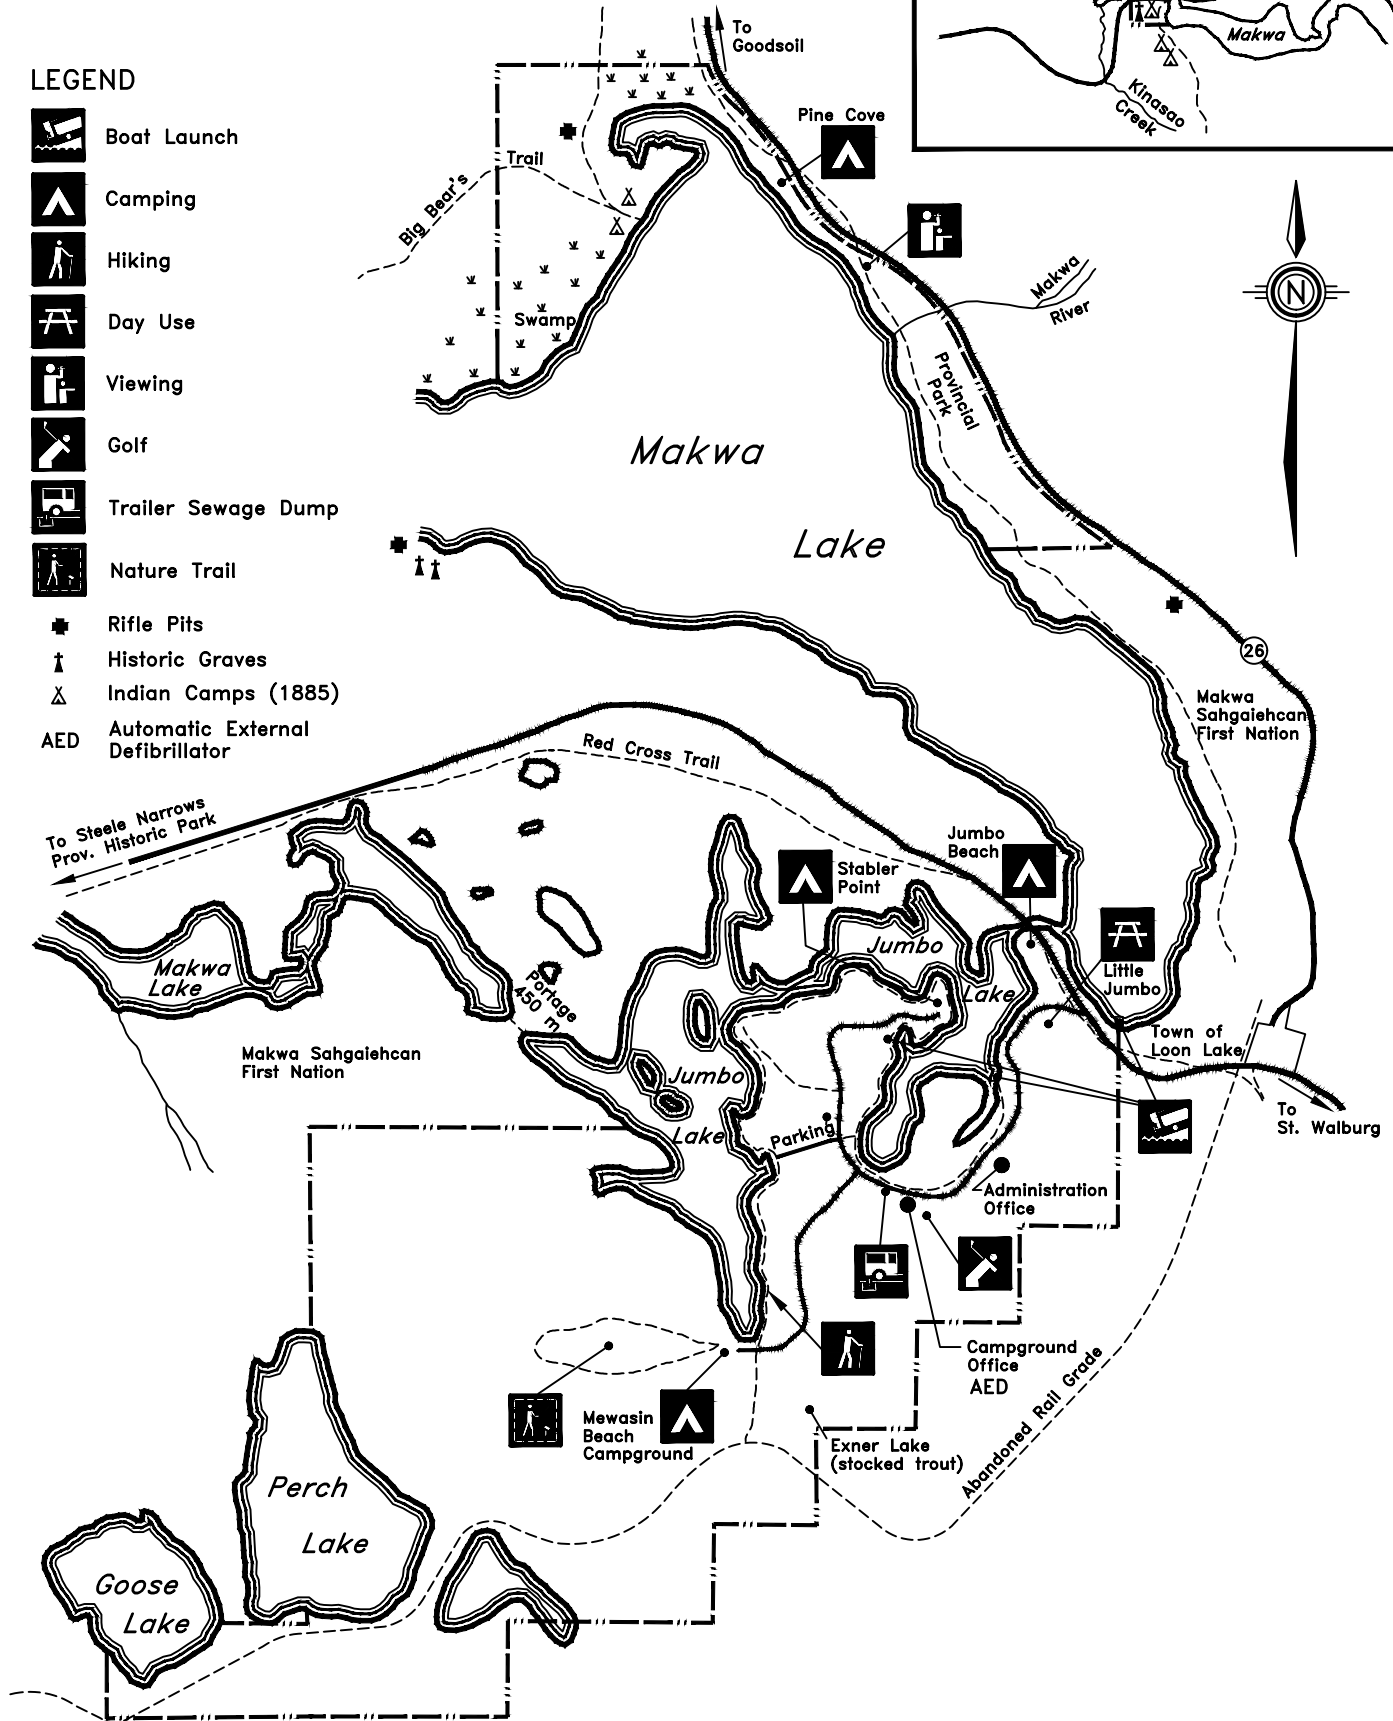 To
Goodsoil
Makwa
Kinasao
Creek
LEGEND
Boat Launch
Camping
Hiking
Day Use
Viewing
Golf
Trailer Sewage Dump
Nature Trail
Rifle Pits
Historic Graves
Indian Camps (1885)
AED Automatic External
Defibrillator
Pine Cove
Big Bear's Trail
Swamp
Makwa
River
N
Provincial
Park
Makwa
Lake
26
Makwa
Sahgaiehcan
First Nation
Red Cross Trail
To Steele Narrows
Prov. Historic Park
Jumbo
Beach
Stabler
Point
Jumbo
Lake
Little
Jumbo
Makwa
Lake
Portage
450 m
Town of
Loon Lake
Makwa Sahgaiehcan
First Nation
Jumbo
Lake
Parking
To
St. Walburg
Administration
Office
Campground
Office
AED
Mewasin
Beach
Campground
Exner Lake
(stocked trout)
Abandoned Rail Grade
Perch
Lake
Goose
Lake